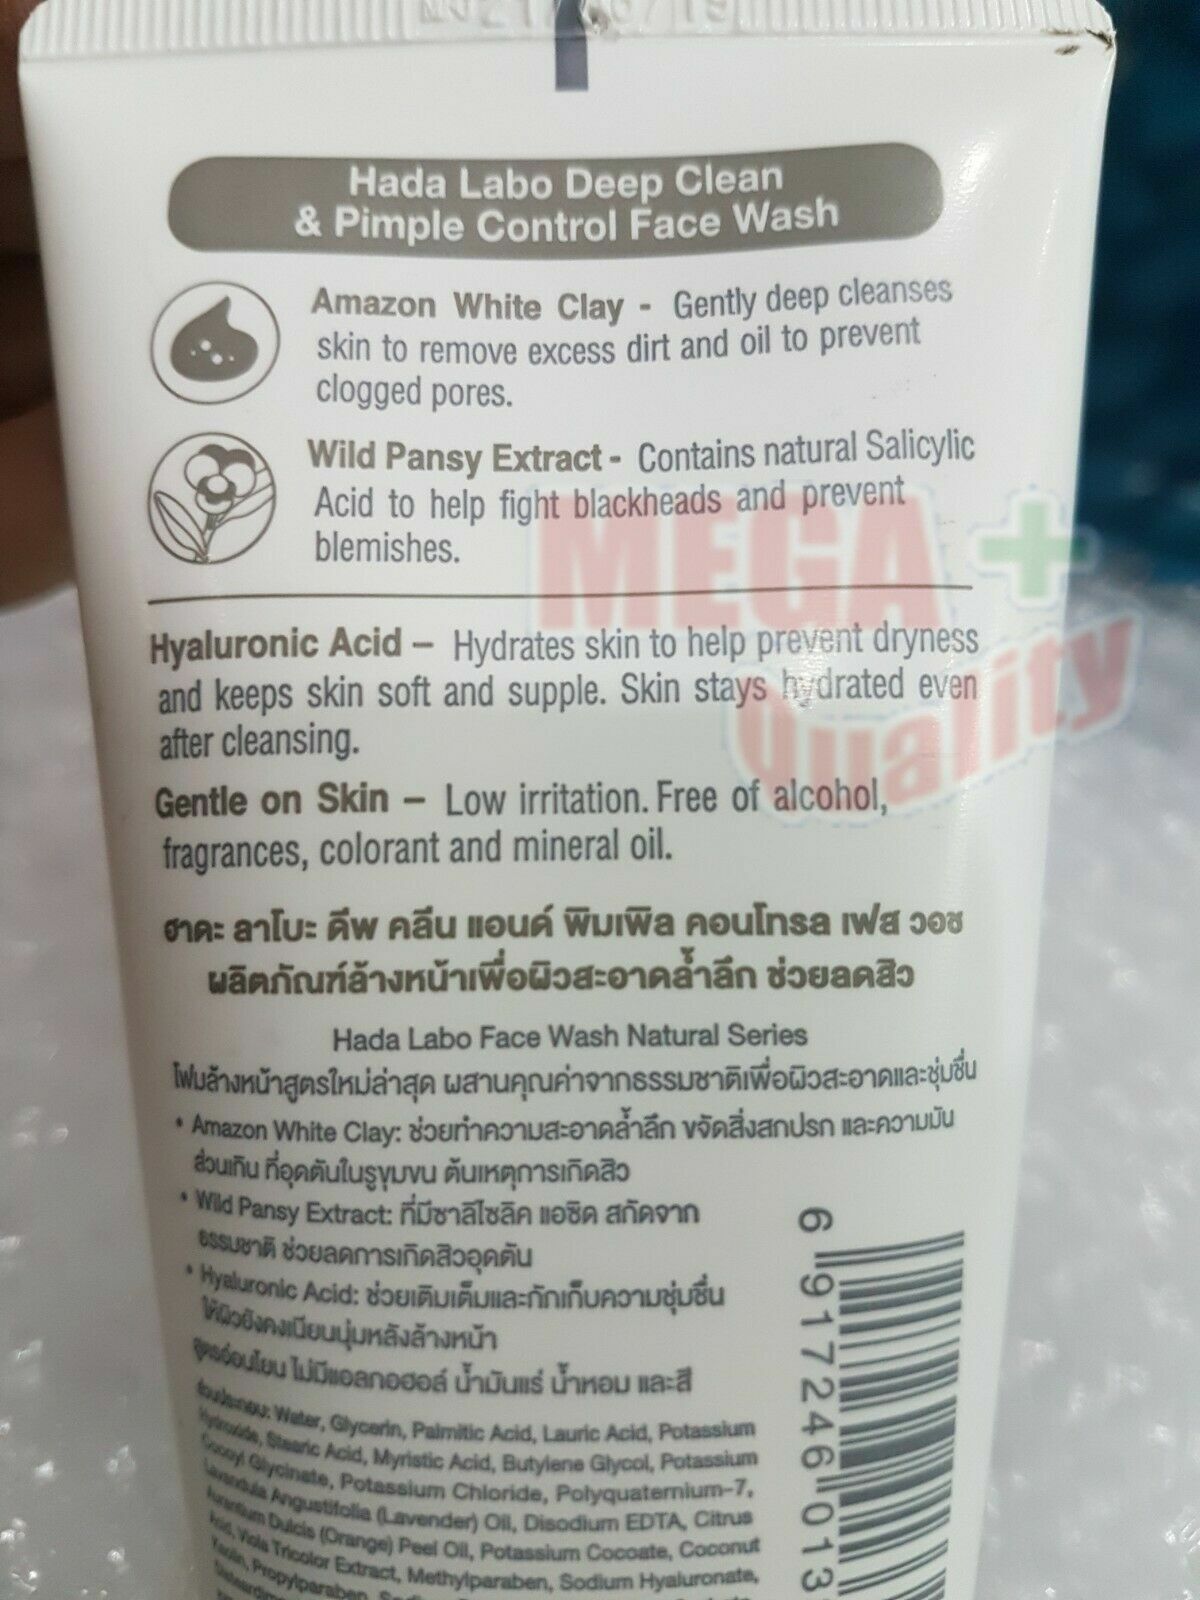 Hada Labo Deep Clean
& Pimple Control Face Wash
Amazon White Clay - Gently deep cleanses
skin to remove excess dirt and oil to prevent
clogged pores.
Wild Pansy Extract - Contains natural Salicylic
Acid to help fight blackheads and prevent
blemishes.
MEGA +
Quality
Hyaluronic Acid – Hydrates skin to help prevent dryness
and keeps skin soft and supple. Skin stays hydrated even
after cleansing.
Gentle on Skin – Low irritation. Free of alcohol,
fragrances, colorant and mineral oil.
ฮาดะ ลาโบะ ดีพ คลีน แอนด์ พิมเพิล คอนโทรล เฟส วอช
ผลิตภัณฑ์ล้างหน้าเพื่อผิวสะอาดล้ำลึก ช่วยลดสิว
Hada Labo Face Wash Natural Series
โฟมล้างหน้าสูตรใหม่ล่าสุด ผสานคุณค่าจากธรรมชาติเพื่อผิวสะอาดและชุ่มชื่น
• Amazon White Clay: ช่วยทำความสะอาดล้ำลึก ขจัดสิ่งสกปรก และความมัน
ส่วนเกิน ที่อุดตันในรูขุมขน ต้นเหตุการเกิดสิว
• Wild Pansy Extract: ที่มีซาลิไซลิค แอซิด สกัดจาก
ธรรมชาติ ช่วยลดการเกิดสิวอุดตัน
• Hyaluronic Acid: ช่วยเติมเต็มและกักเก็บความชุ่มชื่น
ให้ผิวยังคงเนียนนุ่มหลังล้างหน้า
สูตรอ่อนโยน ไม่มีแอลกอฮอล์ น้ำมันแร่ น้ำหอม และสี
ส่วนประกอบ: Water, Glycerin, Palmitic Acid, Lauric Acid, Potassium
Hydroxide, Stearic Acid, Myristic Acid, Butylene Glycol, Potassium
Cocoyl Glycinate, Potassium Chloride, Polyquaternium-7,
Lavandula Angustifolia (Lavender) Oil, Disodium EDTA, Citrus
Aurantium Dulcis (Orange) Peel Oil, Potassium Cocoate, Coconut
Acid, Viola Tricolor Extract, Methylparaben, Sodium Hyaluronate,
Kaolin, Propylparaben,
6 917246 013